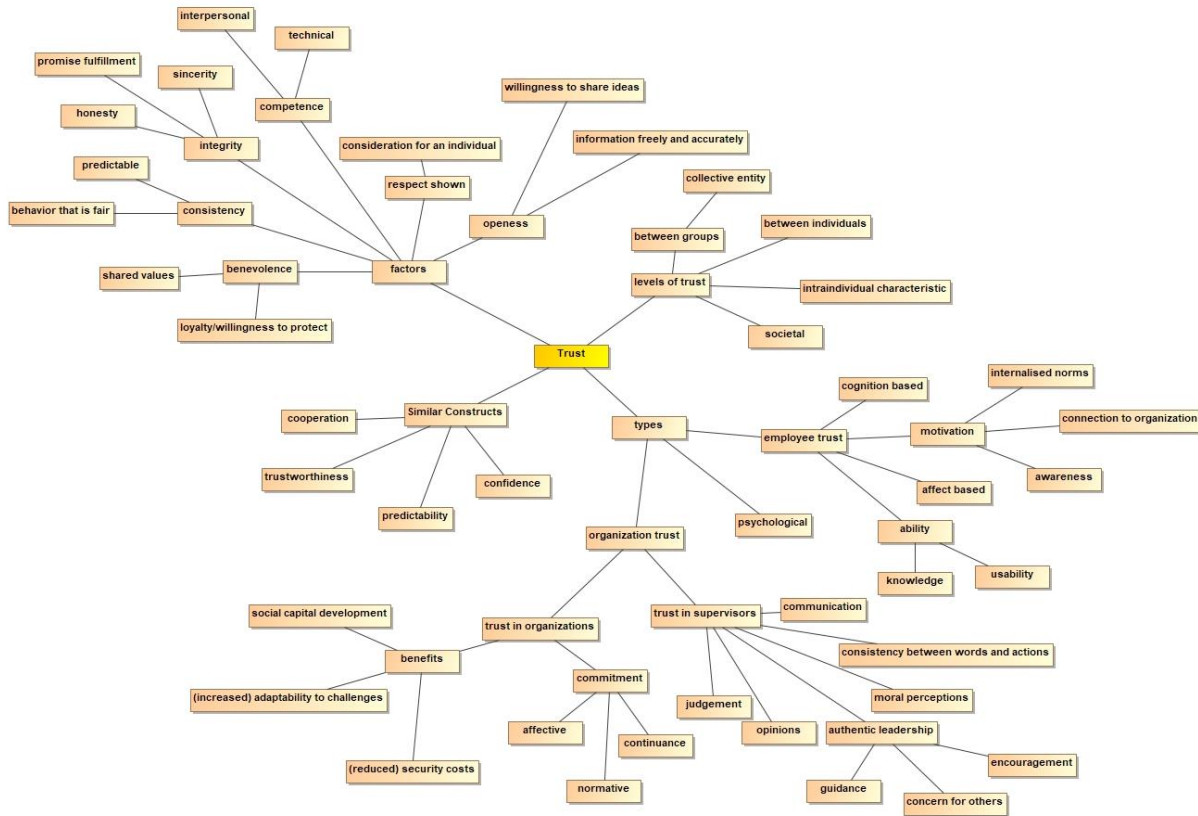 interpersonal
technical
promise fulfillment
sincerity
willingness to share ideas
honesty
competence
integrity
consideration for an individual
information freely and accurately
predictable
respect shown
collective entity
behavior that is fair
consistency
openess
between individuals
between groups
shared values
benevolence
factors
levels of trust
intraindividual characteristic
loyalty/willingness to protect
societal
Trust
internalised norms
cognition based
cooperation
Similar Constructs
types
employee trust
motivation
connection to organization
trustworthiness
confidence
awareness
affect based
predictability
psychological
ability
organization trust
knowledge
usability
social capital development
trust in organizations
trust in supervisors
communication
benefits
consistency between words and actions
commitment
(increased) adaptability to challenges
moral perceptions
judgement
affective
opinions
authentic leadership
continuance
encouragement
(reduced) security costs
normative
guidance
concern for others